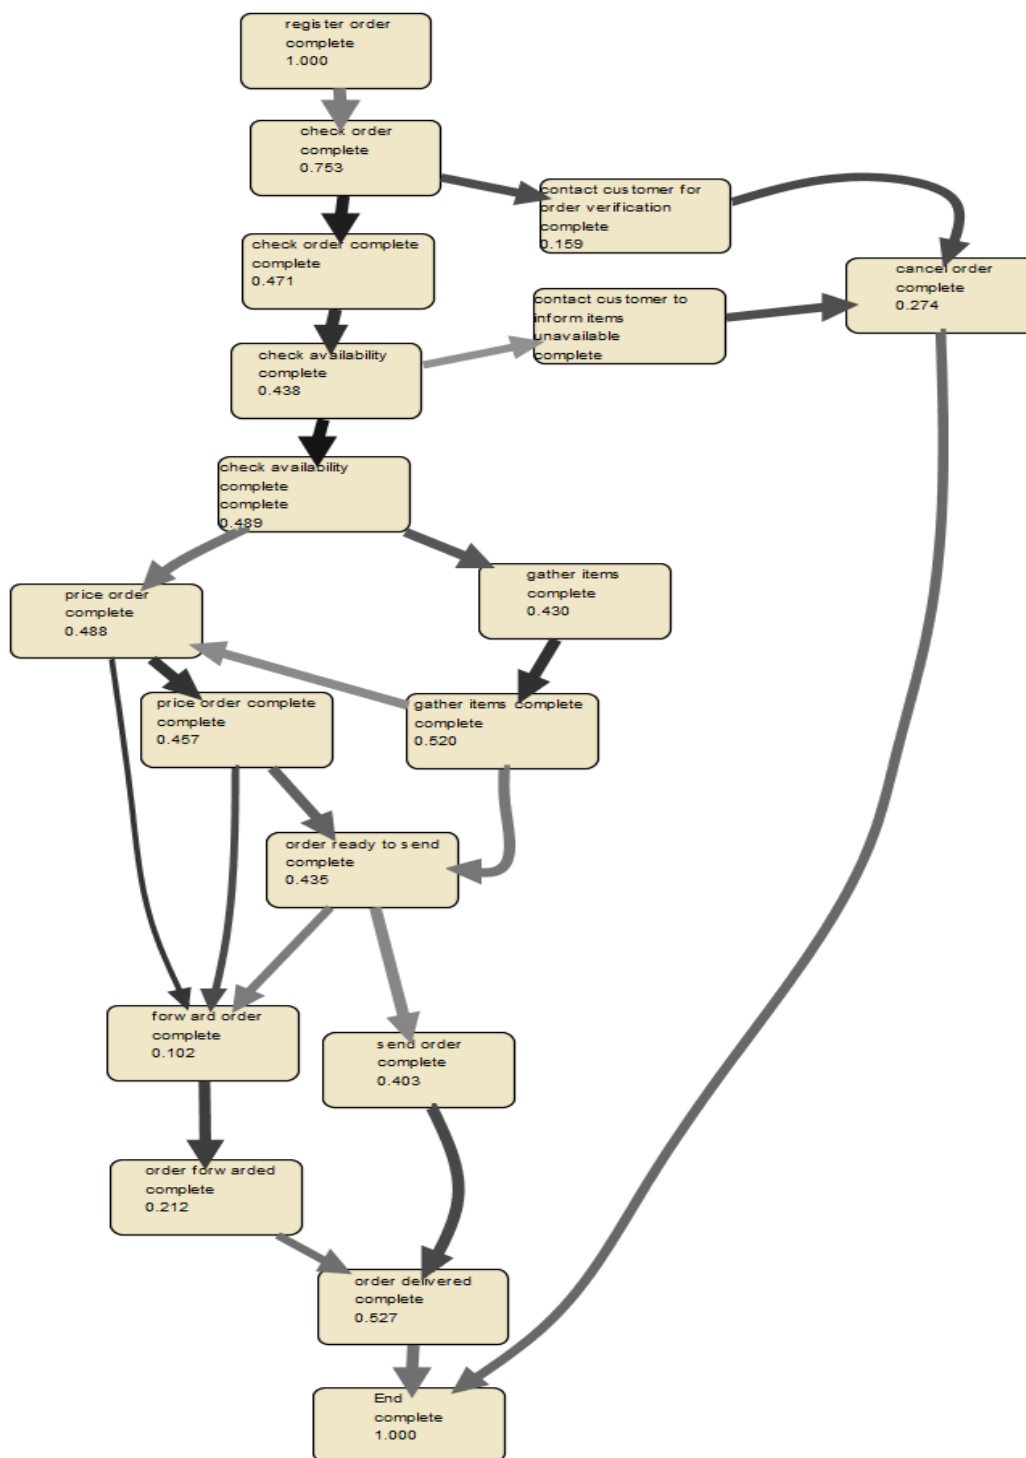 register order
complete
1.000
check order
complete
0.753
contact customer for
order verification
complete
0.159
check order complete
complete
0.471
cancel order
complete
0.274
contact customer to
inform items
unavailable
complete
check availability
complete
0.438
check availability
complete
complete
0.489
gather items
complete
0.430
price order
complete
0.488
price order complete
complete
0.457
gather items complete
complete
0.520
order ready to send
complete
0.435
forward order
complete
0.102
send order
complete
0.403
order forwarded
complete
0.212
order delivered
complete
0.527
End
complete
1.000